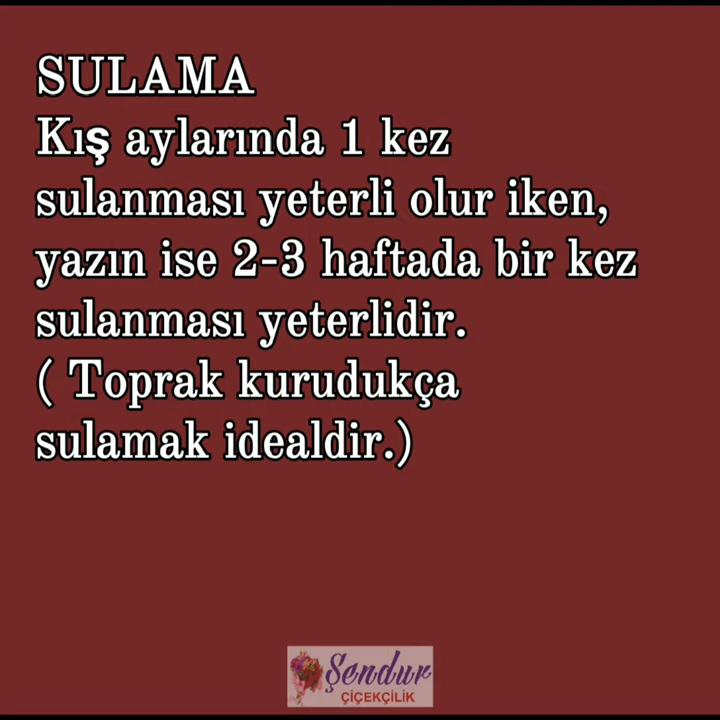 SULAMA
Kış aylarında 1 kez
sulanması yeterli olur iken,
yazın ise 2-3 haftada bir kez
sulanması yeterlidir.
( Toprak kurudukça
sulamak idealdir.)
Şendur
ÇİÇEKÇİLİK